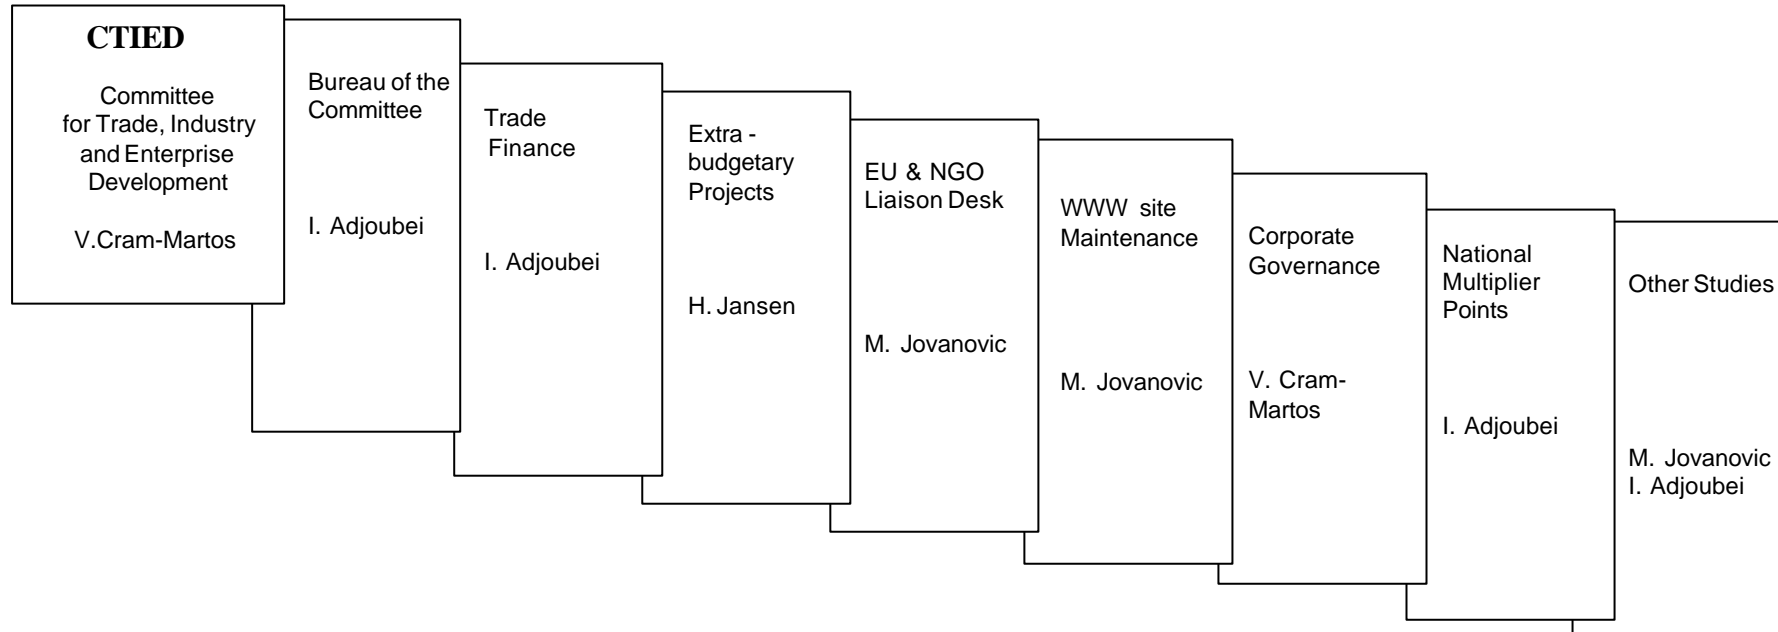 CTIED
Committee
for Trade, Industry
and Enterprise
Development
V.Cram-Martos
Bureau of the
Committee
I. Adjoubei
Trade
Finance
I. Adjoubei
Extra -
budgetary
Projects
H. Jansen
EU & NGO
Liaison Desk
M. Jovanovic
WWW site
Maintenance
M. Jovanovic
Corporate
Governance
V. Cram-
Martos
National
Multiplier
Points
I. Adjoubei
Other Studies
M. Jovanovic
I. Adjoubei